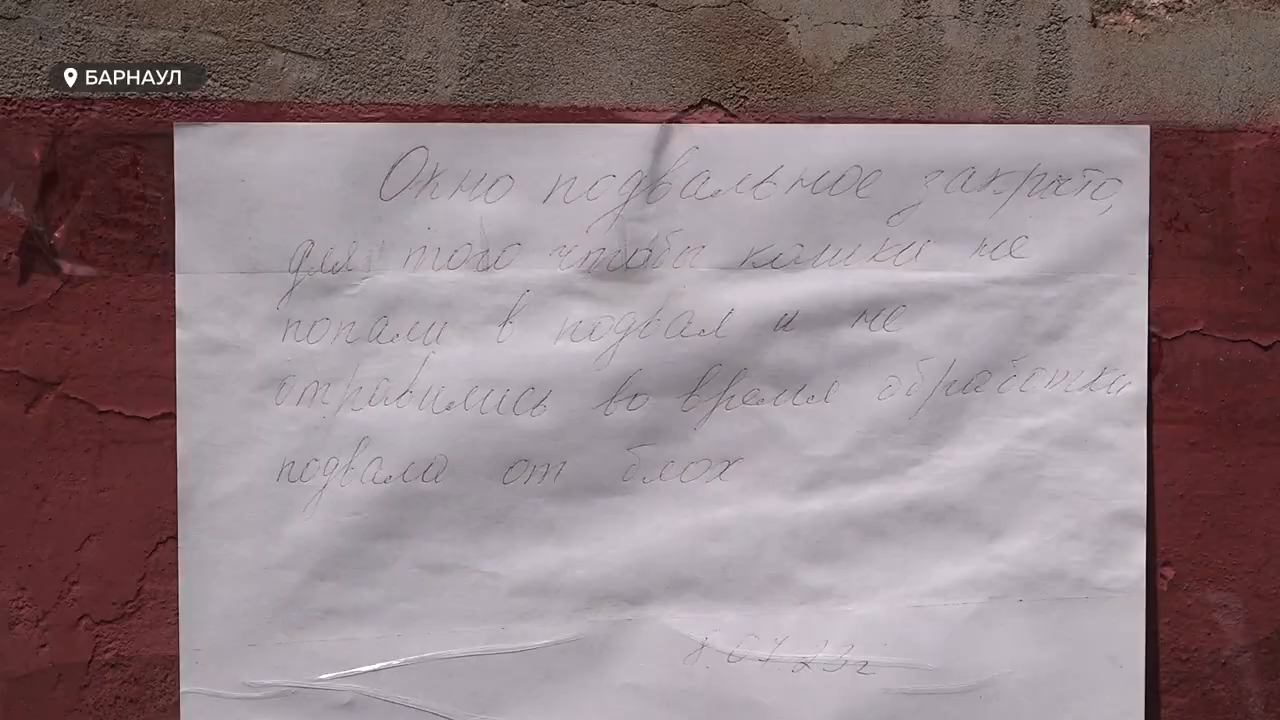 БАРНАУЛ
Окно подвальное закрыто,
для того чтобы кошки не
попали в подвал и не
отравились во время обработки
подвала от блох
8.07.23г